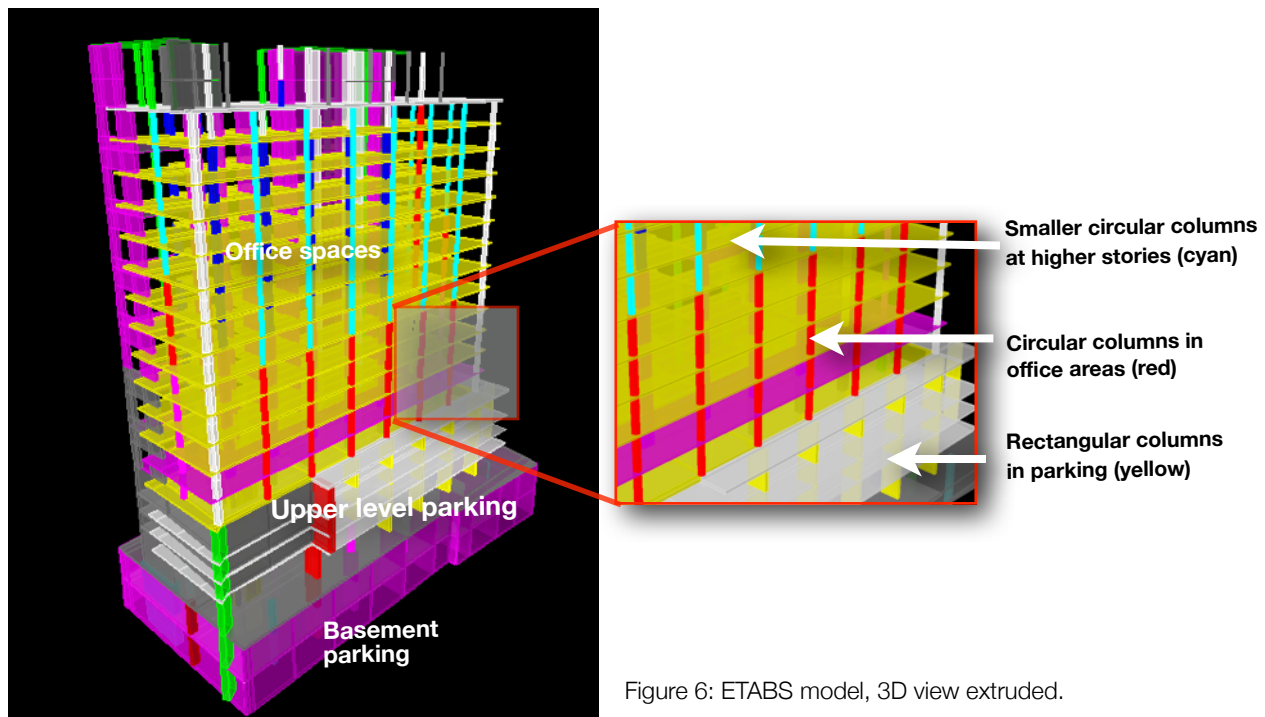 Office spaces
Upper level parking
Basement
parking
Smaller circular columns
at higher stories (cyan)
Circular columns in
office areas (red)
Rectangular columns
in parking (yellow)
Figure 6: ETABS model, 3D view extruded.